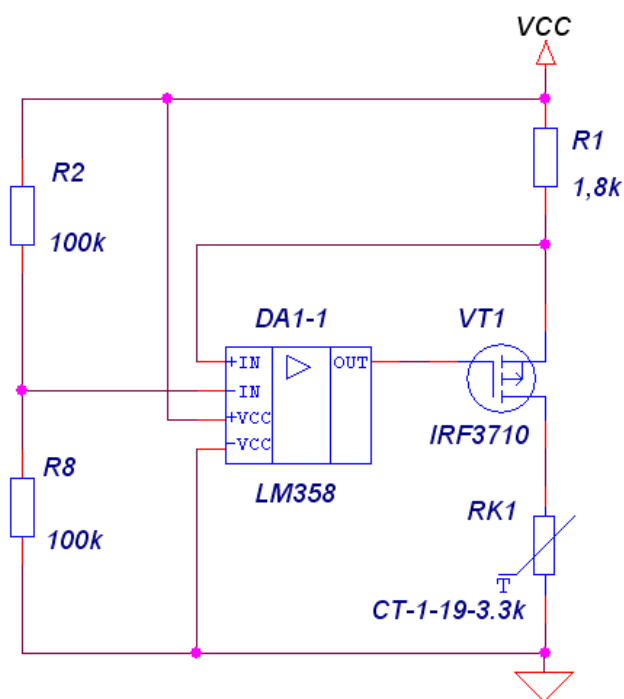 VCC
R1
1,8k
R2
100k
DA1-1
VT1
+IN OUT
-IN
+VCC
-VCC
IRF3710
R8
LM358
RK1
100k
T
CT-1-19-3.3k